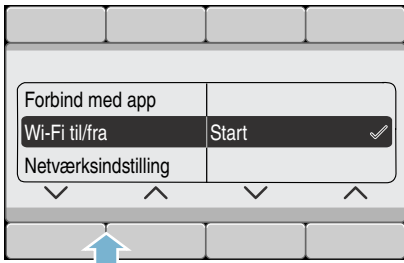 Forbind med app
Wi-Fi til/fra
Start
Netværksindstilling